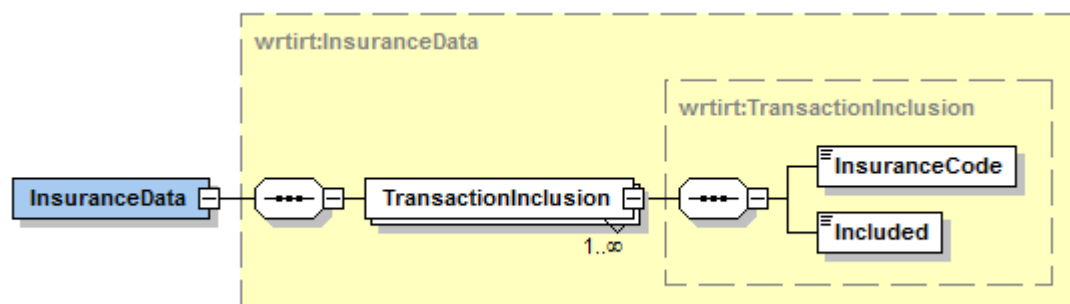 wrtirt:InsuranceData
wrtirt:TransactionInclusion
InsuranceCode
InsuranceData
TransactionInclusion
1..∞
Included